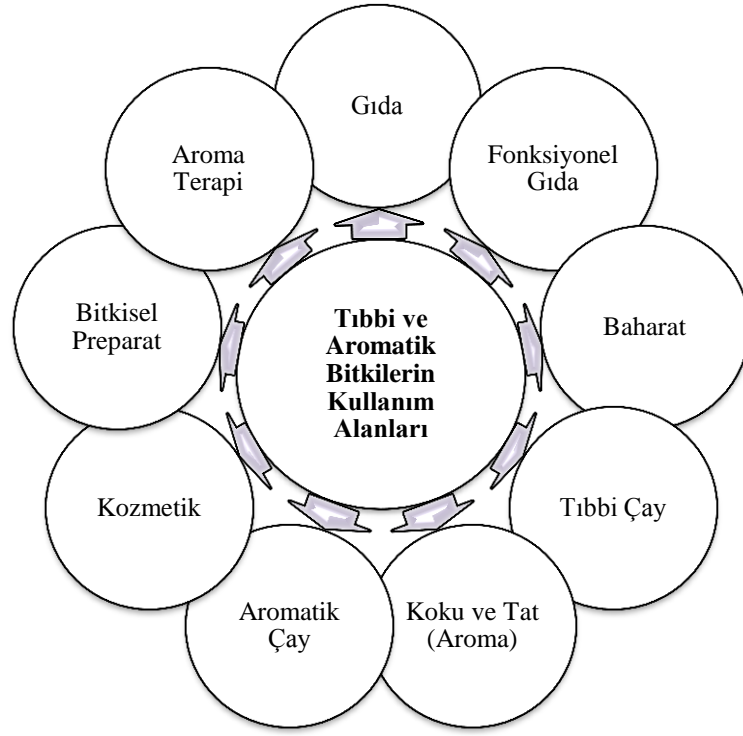 Gıda
Fonksiyonel
Gıda
Baharat
Tıbbi Çay
Koku ve Tat
(Aroma)
Aromatik
Çay
Kozmetik
Bitkisel
Preparat
Aroma
Terapi
Tıbbi ve
Aromatik
Bitkilerin
Kullanım
Alanları